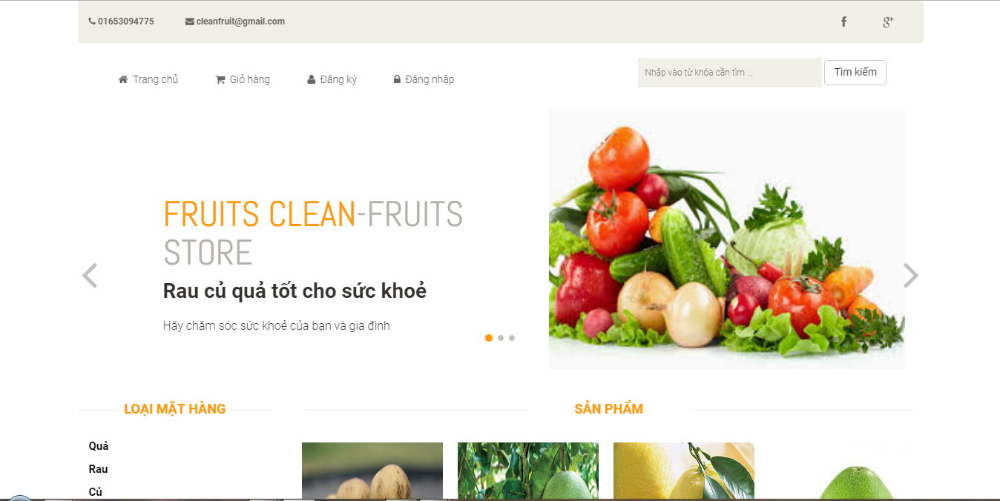 01653094775 cleanfruit@gmail.com
Trang chủ Giỏ hàng Đăng ký Đăng nhập Nhập vào từ khóa cần tìm ... Tìm kiếm
FRUITS CLEAN-FRUITS
STORE
Rau củ quả tốt cho sức khoẻ
Hãy chăm sóc sức khoẻ của bạn và gia đình
LOẠI MẶT HÀNG SẢN PHẨM
Quả
Rau
Củ